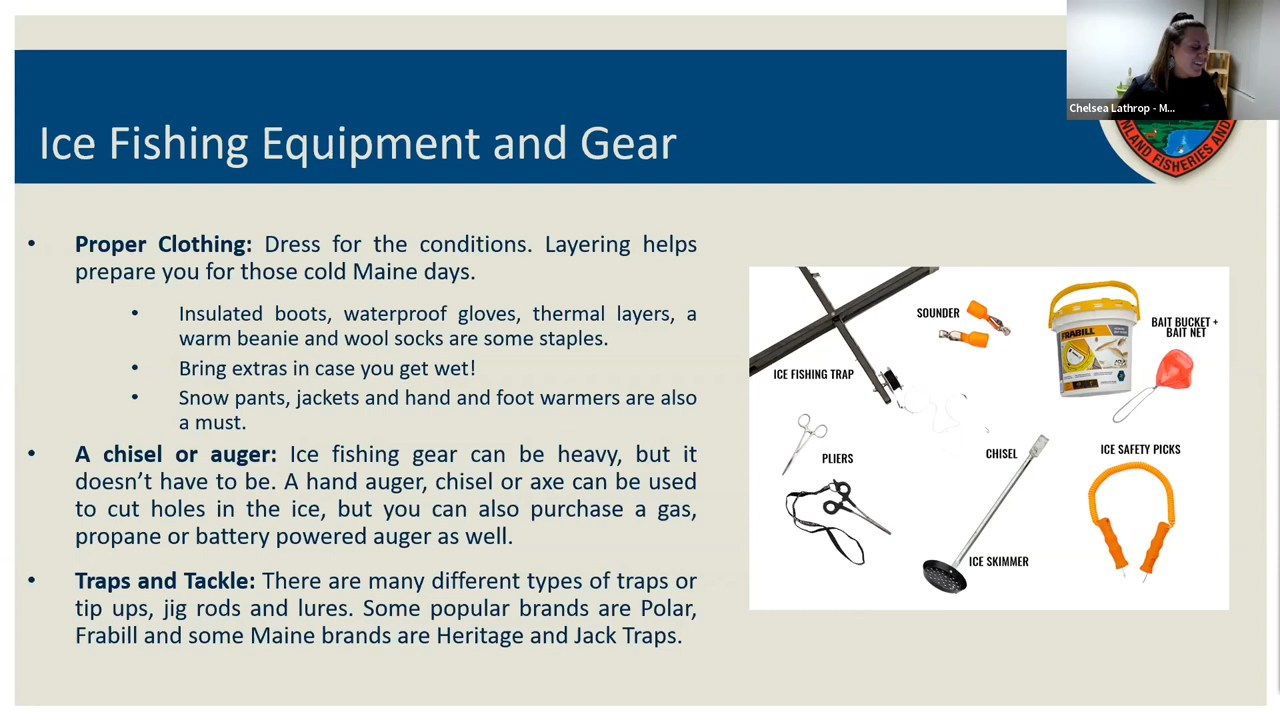 Chelsea Lathrop - M...
INLAND FISHERIES AND
Ice Fishing Equipment and Gear
• Proper Clothing: Dress for the conditions. Layering helps
prepare you for those cold Maine days.
• Insulated boots, waterproof gloves, thermal layers, a
warm beanie and wool socks are some staples.
• Bring extras in case you get wet!
• Snow pants, jackets and hand and foot warmers are also
a must.
• A chisel or auger: Ice fishing gear can be heavy, but it
doesn’t have to be. A hand auger, chisel or axe can be used
to cut holes in the ice, but you can also purchase a gas,
propane or battery powered auger as well.
• Traps and Tackle: There are many different types of traps or
tip ups, jig rods and lures. Some popular brands are Polar,
Frabill and some Maine brands are Heritage and Jack Traps.
SOUNDER
BAIT BUCKET +
BAIT NET
FRABILL
ICE FISHING TRAP
PLIERS
CHISEL
ICE SAFETY PICKS
ICE SKIMMER